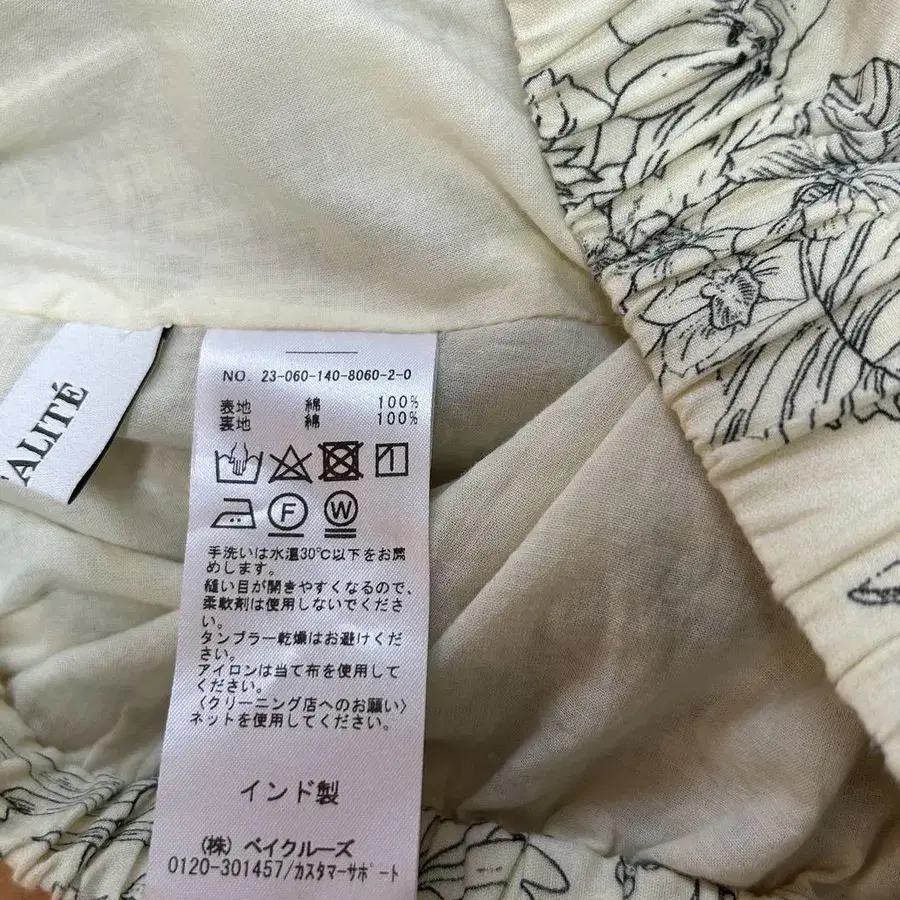 ALITÉ
NO. 23-060-140-8060-2-0
表地 綿 100%
裏地 綿 100%
F W
手洗いは水温30℃以下をお薦
めします。
縫い目が開きやすくなるので、
柔軟剤は使用しないでくださ
い。
タンブラー乾燥はお避けくだ
さい。
アイロンは当て布を使用して
ください。
〈クリーニング店へのお願い〉
ネットを使用してください。
インド製
(株) ベイクルーズ
0120-301457/カスタマーサポート